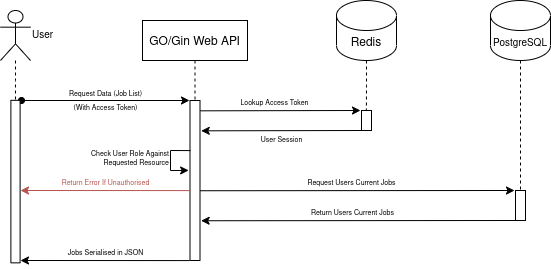 User
GO/Gin Web API
Redis
PostgreSQL
Request Data (Job List)
(With Access Token)
Lookup Access Token
User Session
Check User Role Against
Requested Resource
Return Error If Unauthorised
Request Users Current Jobs
Return Users Current Jobs
Jobs Serialised in JSON